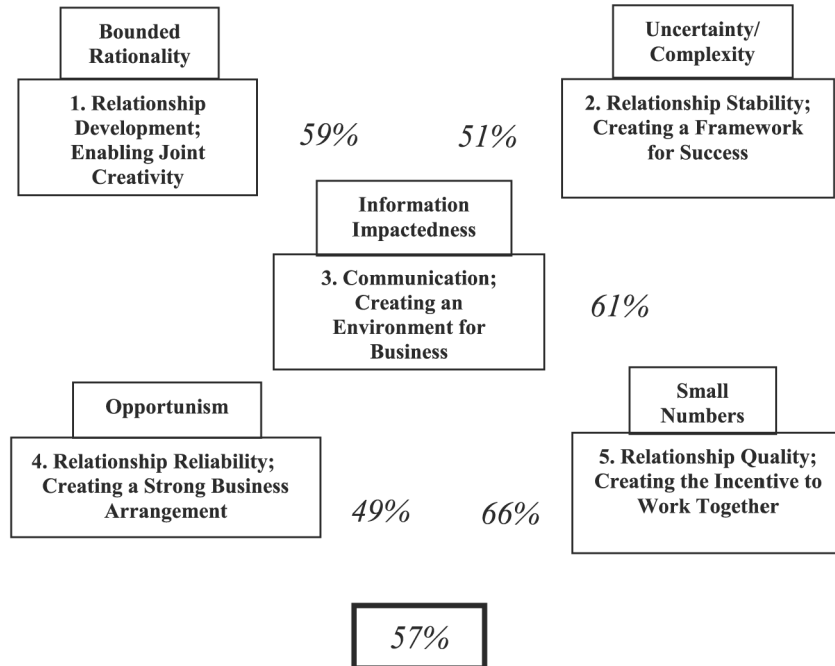 Bounded
Rationality
1. Relationship
Development;
Enabling Joint
Creativity
59%
Uncertainty/
Complexity
2. Relationship Stability;
Creating a Framework
for Success
51%
Information
Impactedness
3. Communication;
Creating an
Environment for
Business
61%
Opportunism
4. Relationship Reliability;
Creating a Strong Business
Arrangement
49%
Small
Numbers
5. Relationship Quality;
Creating the Incentive to
Work Together
66%
57%